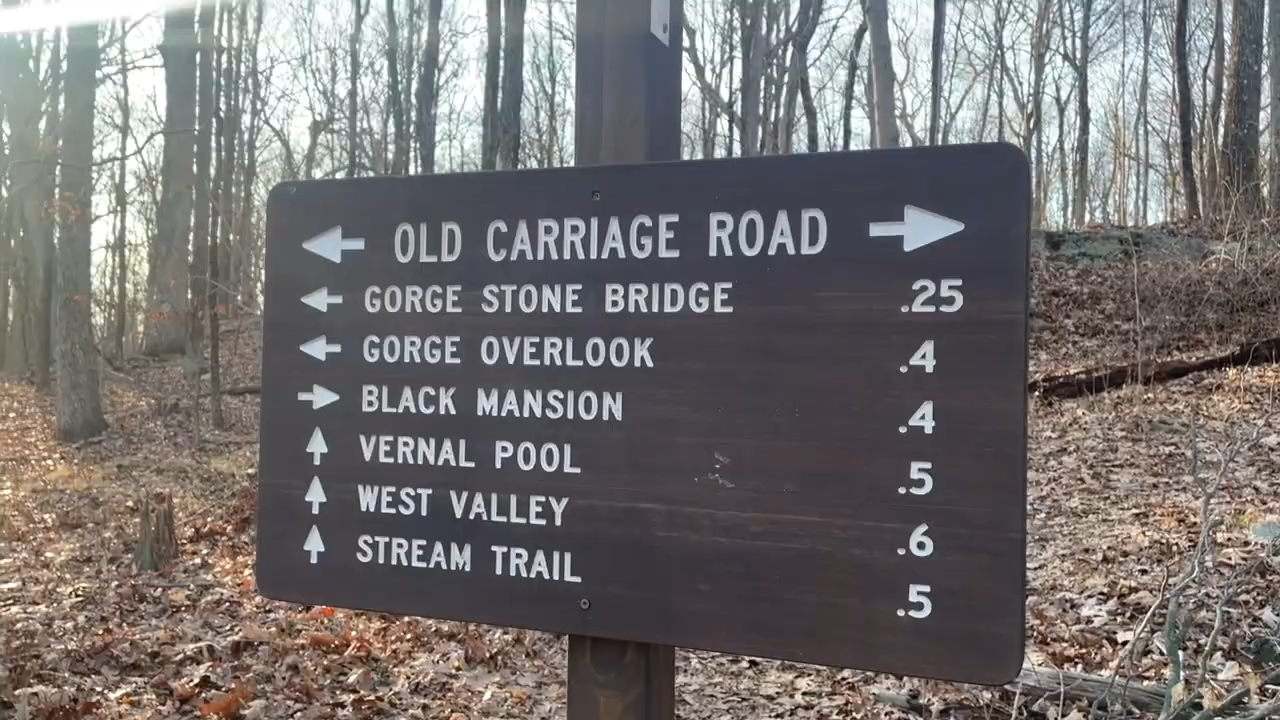 ← OLD CARRIAGE ROAD →
← GORGE STONE BRIDGE .25
← GORGE OVERLOOK .4
→ BLACK MANSION .4
↑ VERNAL POOL .5
↑ WEST VALLEY .6
↑ STREAM TRAIL .5